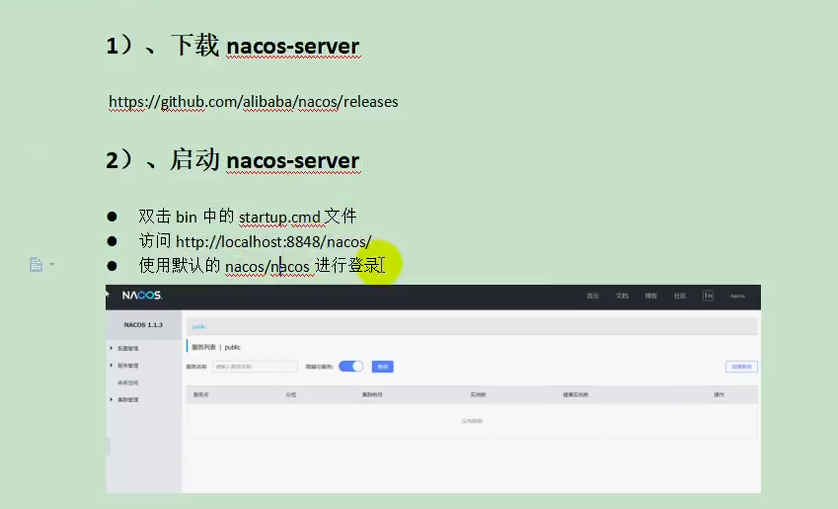 1）、下载 nacos-server
https://github.com/alibaba/nacos/releases
2）、启动 nacos-server
● 双击 bin 中的 startup.cmd 文件
● 访问 http://localhost:8848/nacos/
● 使用默认的 nacos/nacos 进行登录
NACOS. 首页 文档 博客 社区 En nacos
NACOS 1.1.3
public
配置管理
服务列表 | public
服务管理
服务名称 请输入服务名称 隐藏空服务: 查询 创建服务
命名空间
集群管理
服务名 分组 集群数目 实例数 健康实例数 操作
没有数据